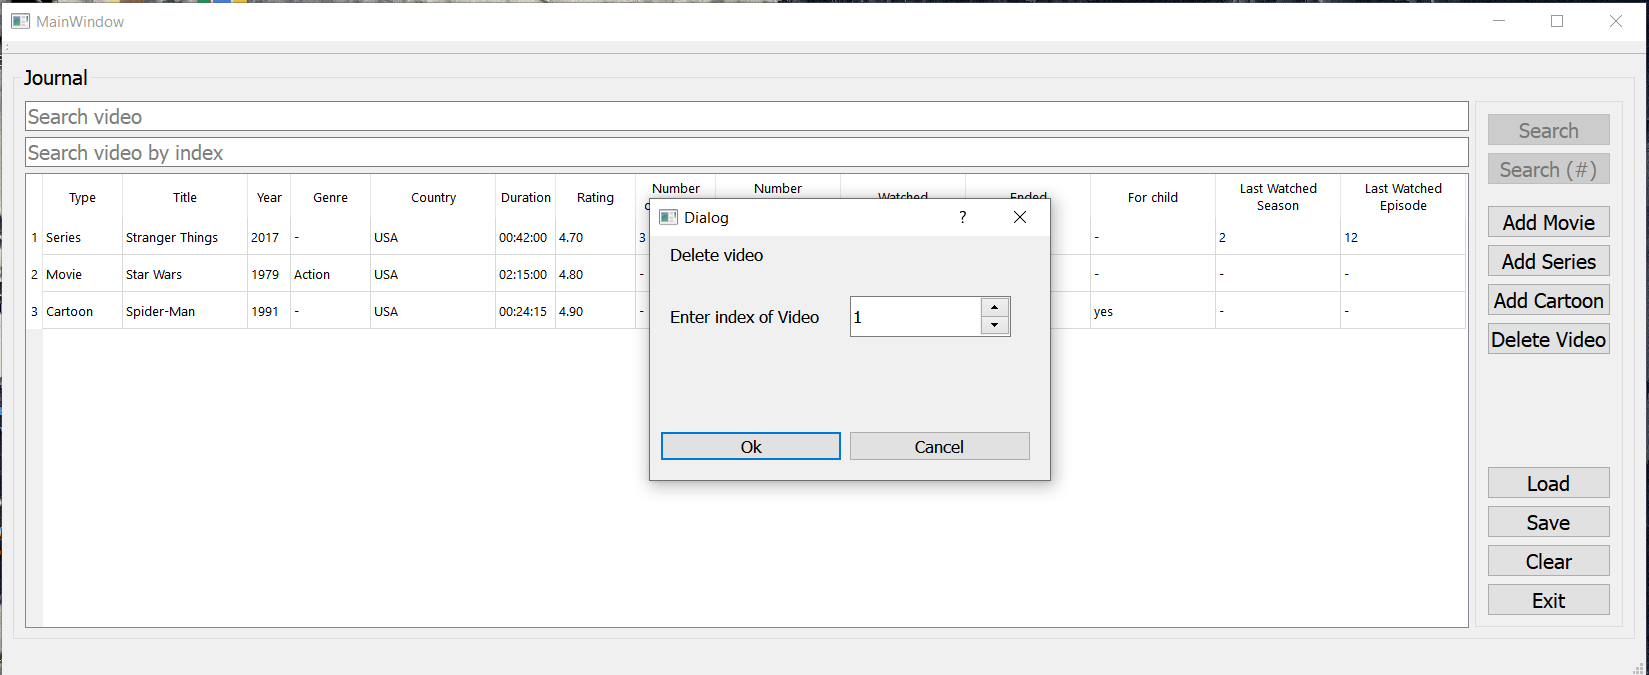 MainWindow
Journal
Search video
Search video by index
Search
Search (#)
Type Title Year Genre Country Duration Rating Number Number For child Last Watched Season Last Watched Episode
1 Series Stranger Things 2017 - USA 00:42:00 4.70 3 - 2 12
2 Movie Star Wars 1979 Action USA 02:15:00 4.80 - - - -
3 Cartoon Spider-Man 1991 - USA 00:24:15 4.90 - yes - -
Dialog ?
Delete video
Enter index of Video 1
Ok Cancel
Add Movie
Add Series
Add Cartoon
Delete Video
Load
Save
Clear
Exit